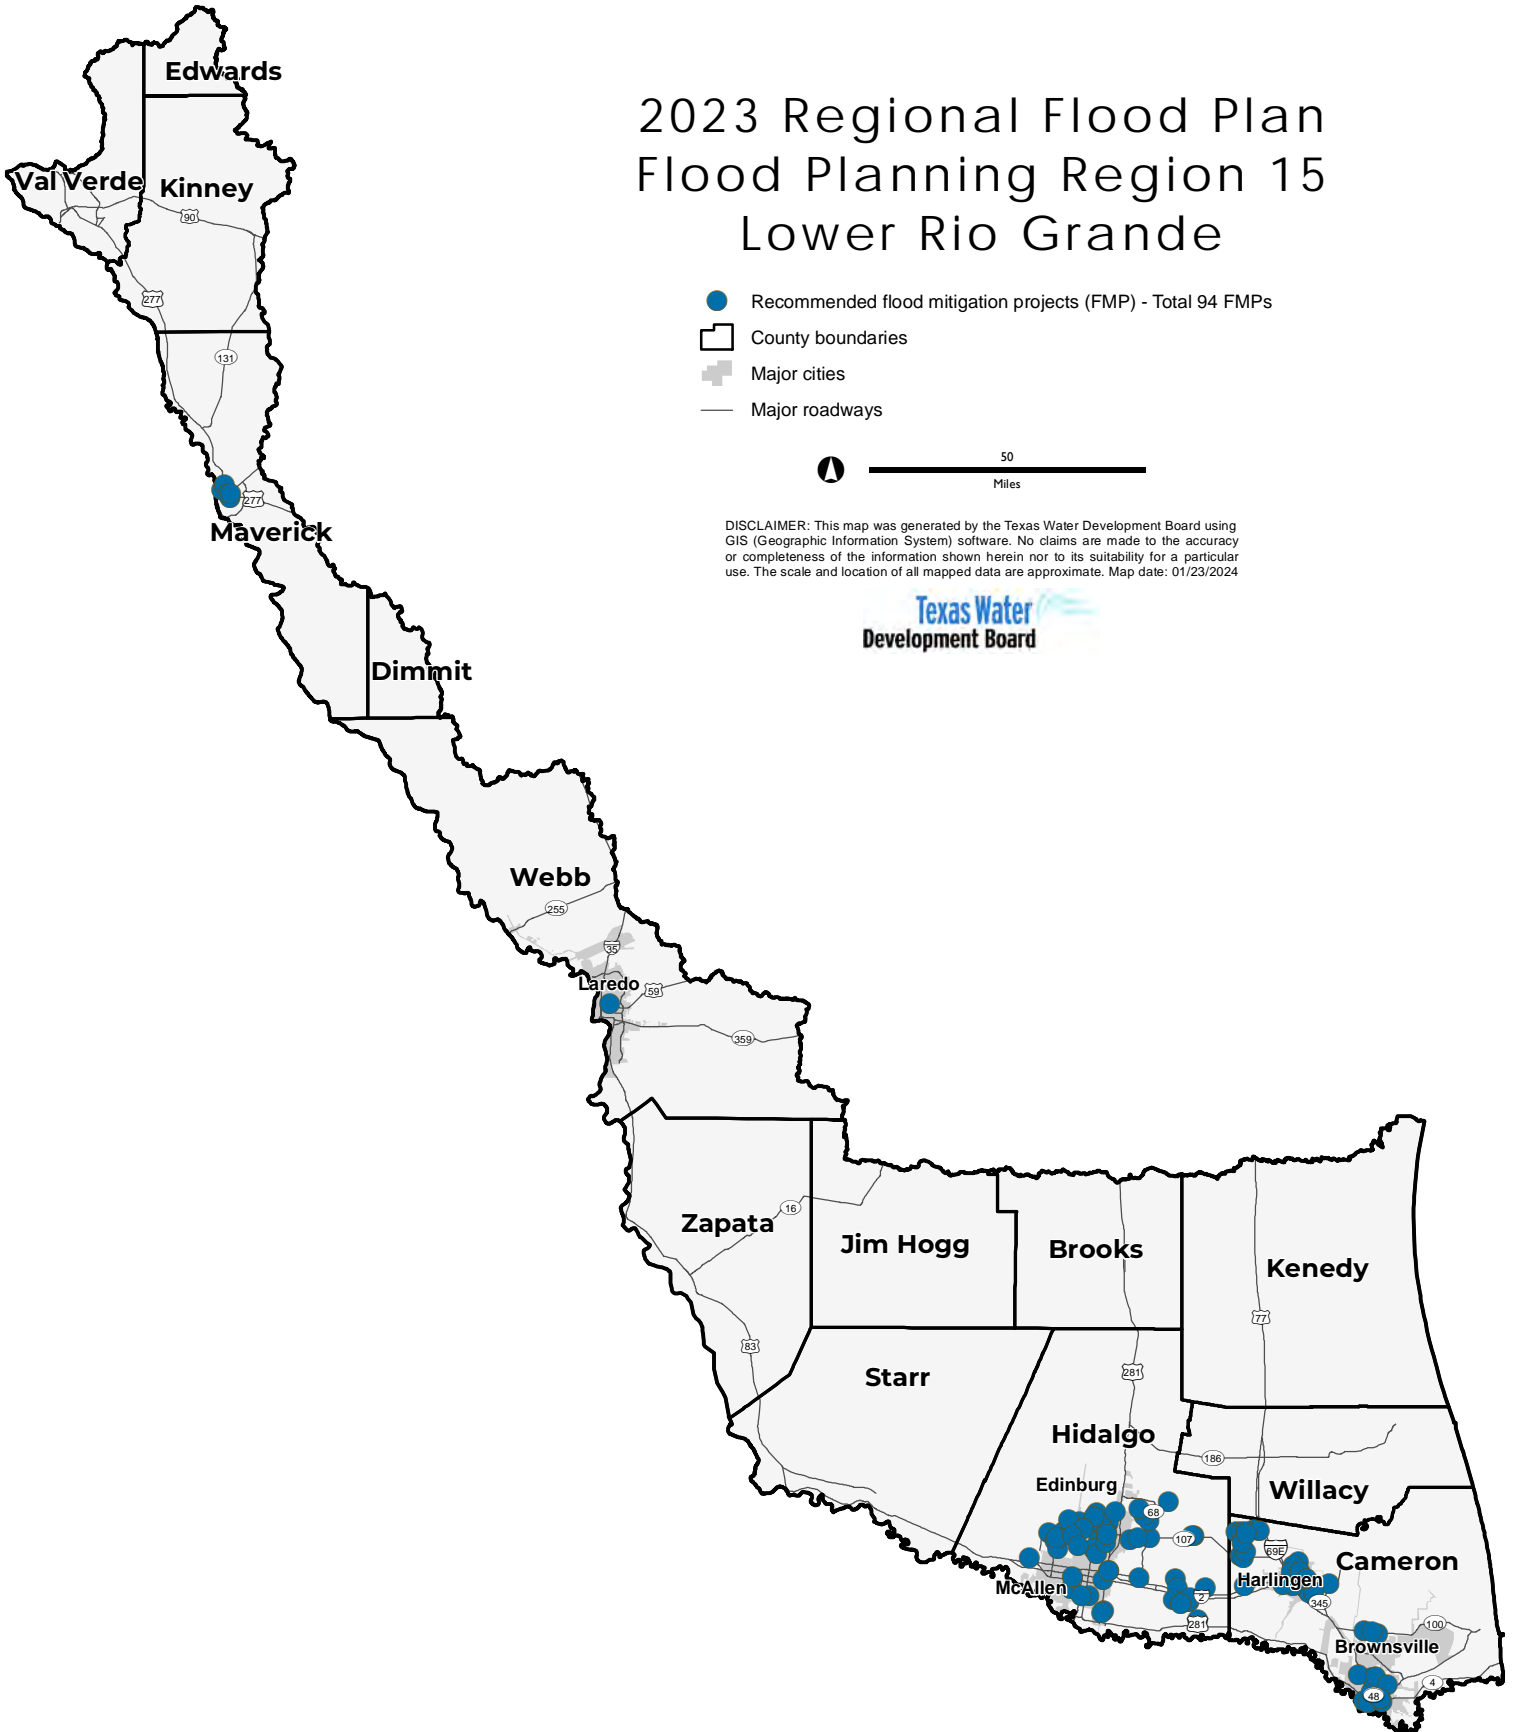 2023 Regional Flood Plan
Flood Planning Region 15
Lower Rio Grande
Recommended flood mitigation projects (FMP) - Total 94 FMPs
County boundaries
Major cities
Major roadways
50
Miles
DISCLAIMER: This map was generated by the Texas Water Development Board using
GIS (Geographic Information System) software. No claims are made to the accuracy
or completeness of the information shown herein nor to its suitability for a particular
use. The scale and location of all mapped data are approximate. Map date: 01/23/2024
Texas Water
Development Board
Edwards
Val Verde
Kinney
90
277
131
277
Maverick
Dimmit
Webb
255
35
Laredo
59
359
Zapata
16
Jim Hogg
Brooks
Kenedy
77
83
Starr
281
Hidalgo
186
Edinburg
Willacy
68
107
69E
Cameron
McAllen
Harlingen
2
345
281
100
Brownsville
4
48